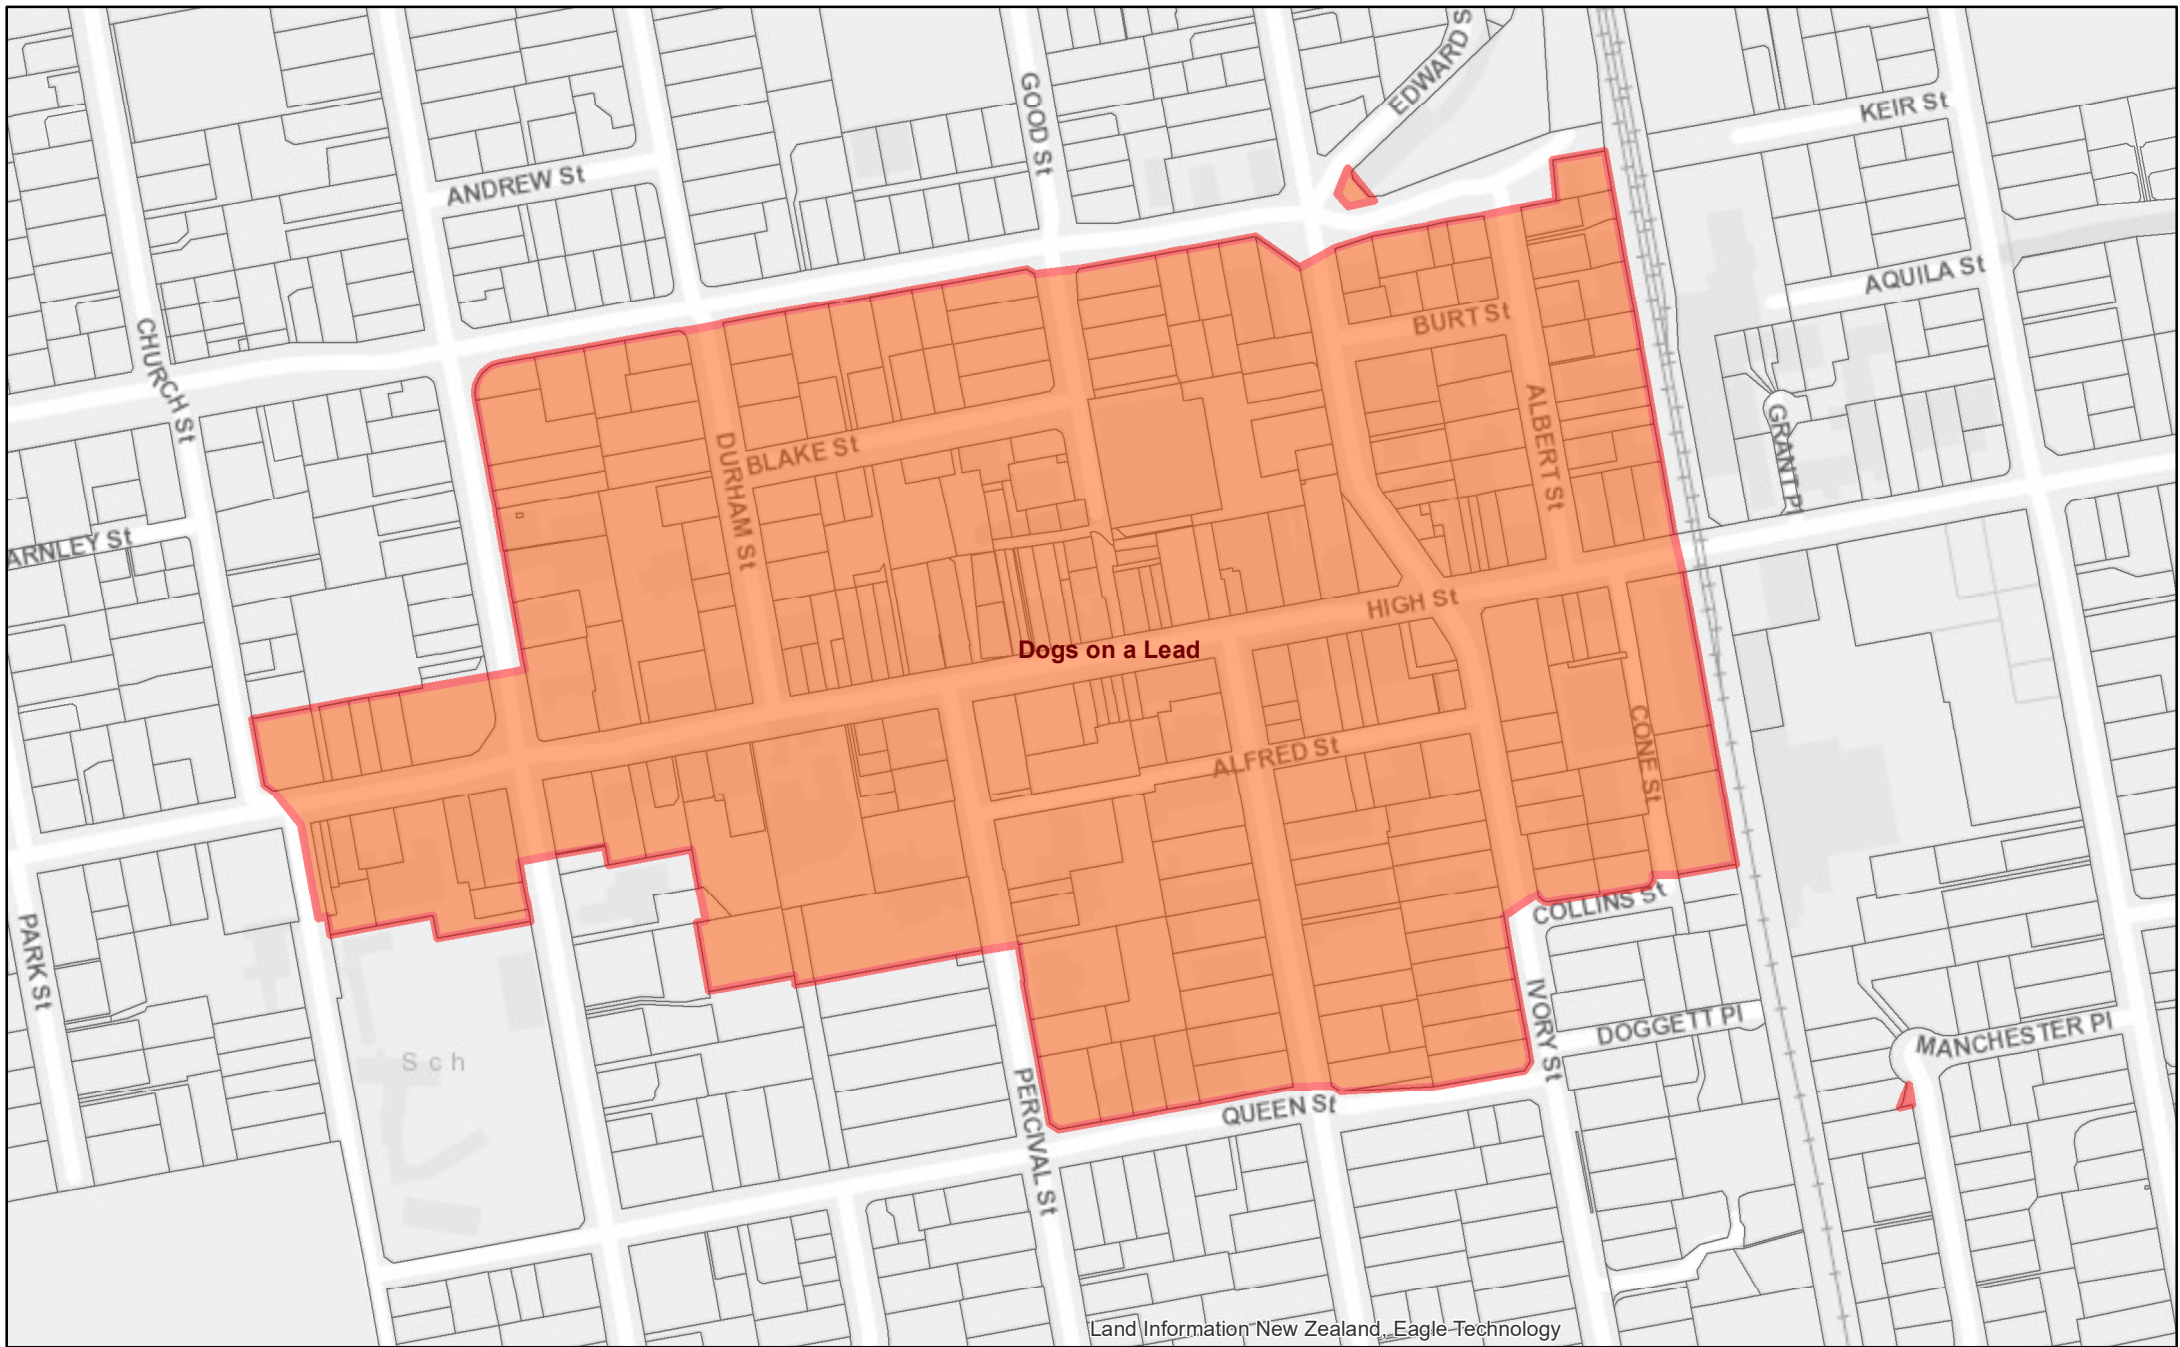 EDWARD S
GOOD St
KEIR St
ANDREW St
AQUILA St
BURT St
CHURCH St
ALBERT St
GRANT Pl
DURHAM St
BLAKE St
ARNLEY St
HIGH St
Dogs on a Lead
CONE St
ALFRED St
COLLINS St
PARK St
IVORY St
DOGGETT Pl
MANCHESTER Pl
Sch
PERCIVAL St
QUEEN St
Land Information New Zealand, Eagle Technology